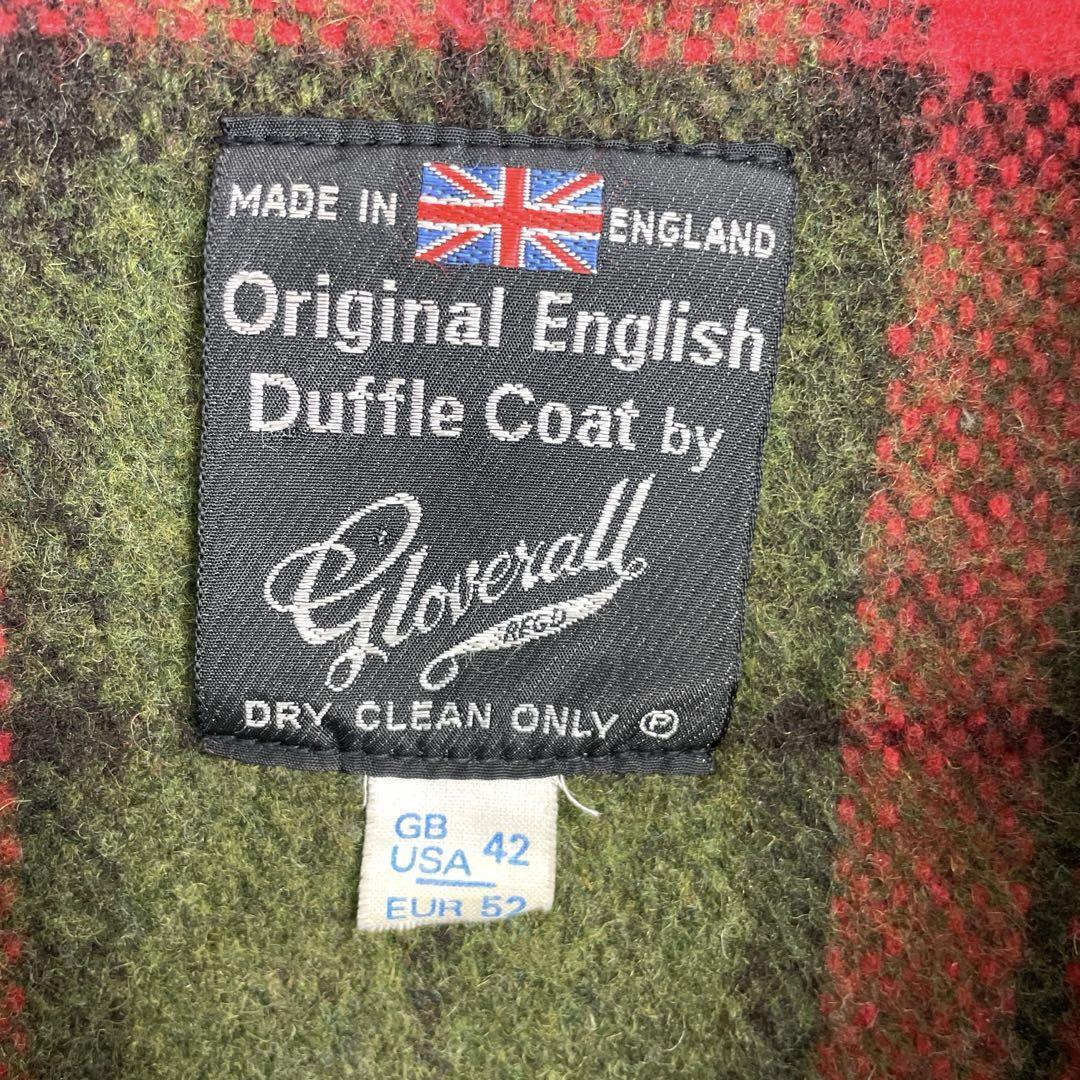 MADE IN ENGLAND
Original English
Duffle Coat by
Gloverall
REGD
DRY CLEAN ONLY Ⓟ
GB
USA 42
EUR 52